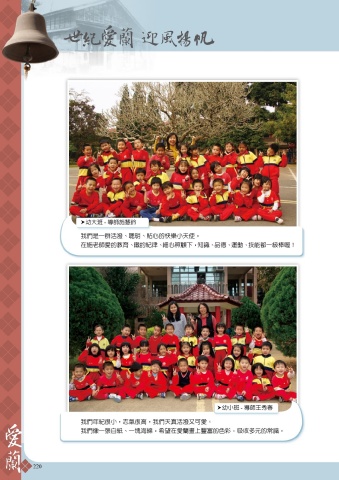 世紀愛蘭 迎風揚帆
➤幼大班 - 導師施慧鈴
我們是一群活潑、聰明、貼心的快樂小天使。
在施老師愛的教育、鐵的紀律、細心照顧下,知識、品德、運動、技能都一級棒喔!
➤幼小班 - 導師王秀春
我們年紀很小,志氣很高,我們天真活潑又可愛。
我們像一張白紙、一塊海綿,希望在愛蘭畫上豐富的色彩,吸收多元的常識。
愛蘭
226